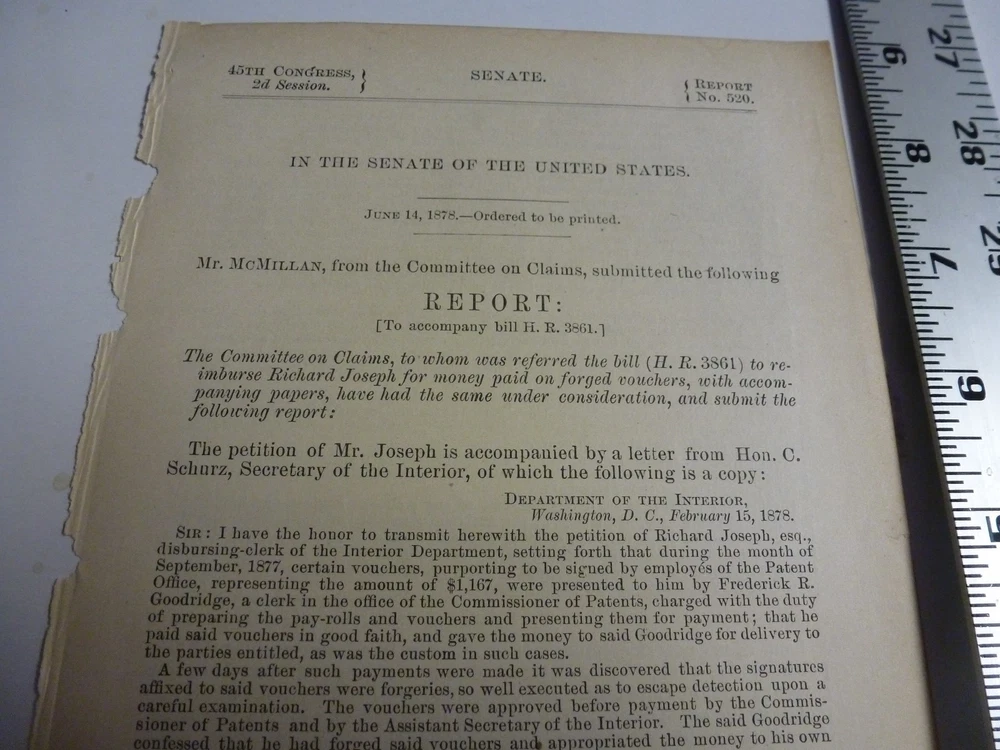 45TH CONGRESS, } SENATE. { REPORT
2d Session. } { No. 520.
IN THE SENATE OF THE UNITED STATES.
JUNE 14, 1878.—Ordered to be printed.
Mr. MCMILLAN, from the Committee on Claims, submitted the following
REPORT:
[To accompany bill H. R. 3861.]
The Committee on Claims, to whom was referred the bill (H. R. 3861) to re-
imburse Richard Joseph for money paid on forged vouchers, with accom-
panying papers, have had the same under consideration, and submit the
following report:
The petition of Mr. Joseph is accompanied by a letter from Hon. C.
Schurz, Secretary of the Interior, of which the following is a copy:
DEPARTMENT OF THE INTERIOR,
Washington, D. C., February 15, 1878.
SIR: I have the honor to transmit herewith the petition of Richard Joseph, esq.,
disbursing-clerk of the Interior Department, setting forth that during the month of
September, 1877, certain vouchers, purporting to be signed by employés of the Patent
Office, representing the amount of $1,167, were presented to him by Frederick R.
Goodridge, a clerk in the office of the Commissioner of Patents, charged with the duty
of preparing the pay-rolls and vouchers and presenting them for payment; that he
paid said vouchers in good faith, and gave the money to said Goodridge for delivery to
the parties entitled, as was the custom in such cases.
A few days after such payments were made it was discovered that the signatures
affixed to said vouchers were forgeries, so well executed as to escape detection upon a
careful examination. The vouchers were approved before payment by the Commis-
sioner of Patents and by the Assistant Secretary of the Interior. The said Goodridge
confessed that he had forged said vouchers and appropriated the money to his own
9 27
8 28
7 29
6
5